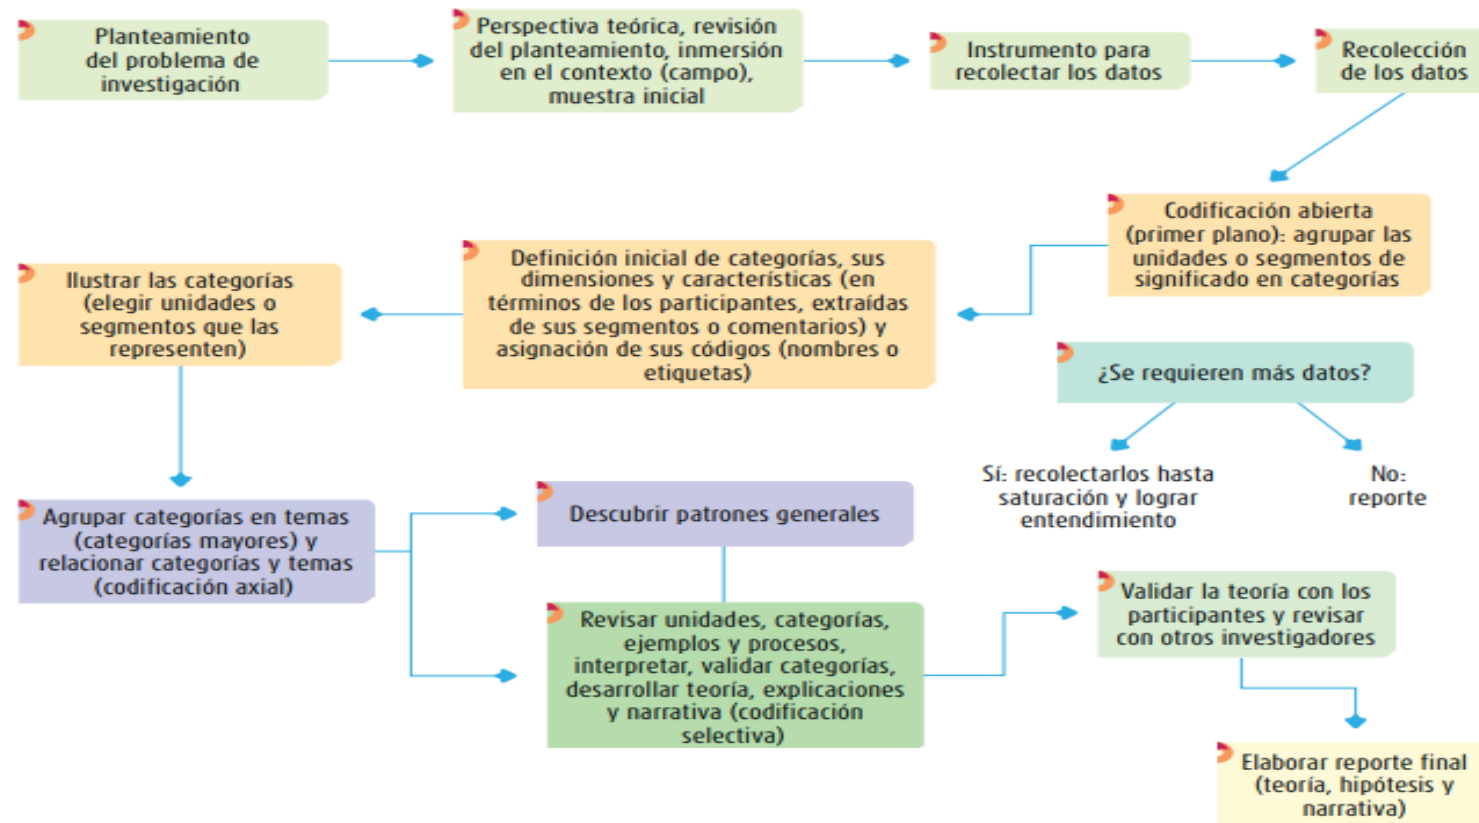 Planteamiento
del problema de
investigación
Perspectiva teórica, revisión
del planteamiento, inmersión
en el contexto (campo),
muestra inicial
Instrumento para
recolectar los datos
Recolección
de los datos
Codificación abierta
(primer plano): agrupar las
unidades o segmentos de
significado en categorías
Definición inicial de categorías, sus
dimensiones y características (en
términos de los participantes, extraídas
de sus segmentos o comentarios) y
asignación de sus códigos (nombres o
etiquetas)
Ilustrar las categorías
(elegir unidades o
segmentos que las
representen)
¿Se requieren más datos?
Sí: recolectarlos hasta
saturación y lograr
entendimiento
No:
reporte
Agrupar categorías en temas
(categorías mayores) y
relacionar categorías y temas
(codificación axial)
Descubrir patrones generales
Revisar unidades, categorías,
ejemplos y procesos,
interpretar, validar categorías,
desarrollar teoría, explicaciones
y narrativa (codificación
selectiva)
Validar la teoría con los
participantes y revisar
con otros investigadores
Elaborar reporte final
(teoría, hipótesis y
narrativa)